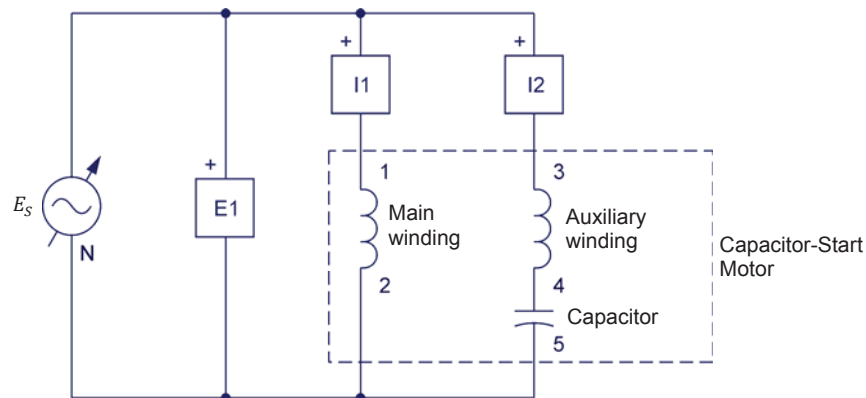 +
+
I1
I2
+
1
3
E_S
E1
Main
winding
Auxiliary
winding
Capacitor-Start
Motor
N
2
4
Capacitor
5